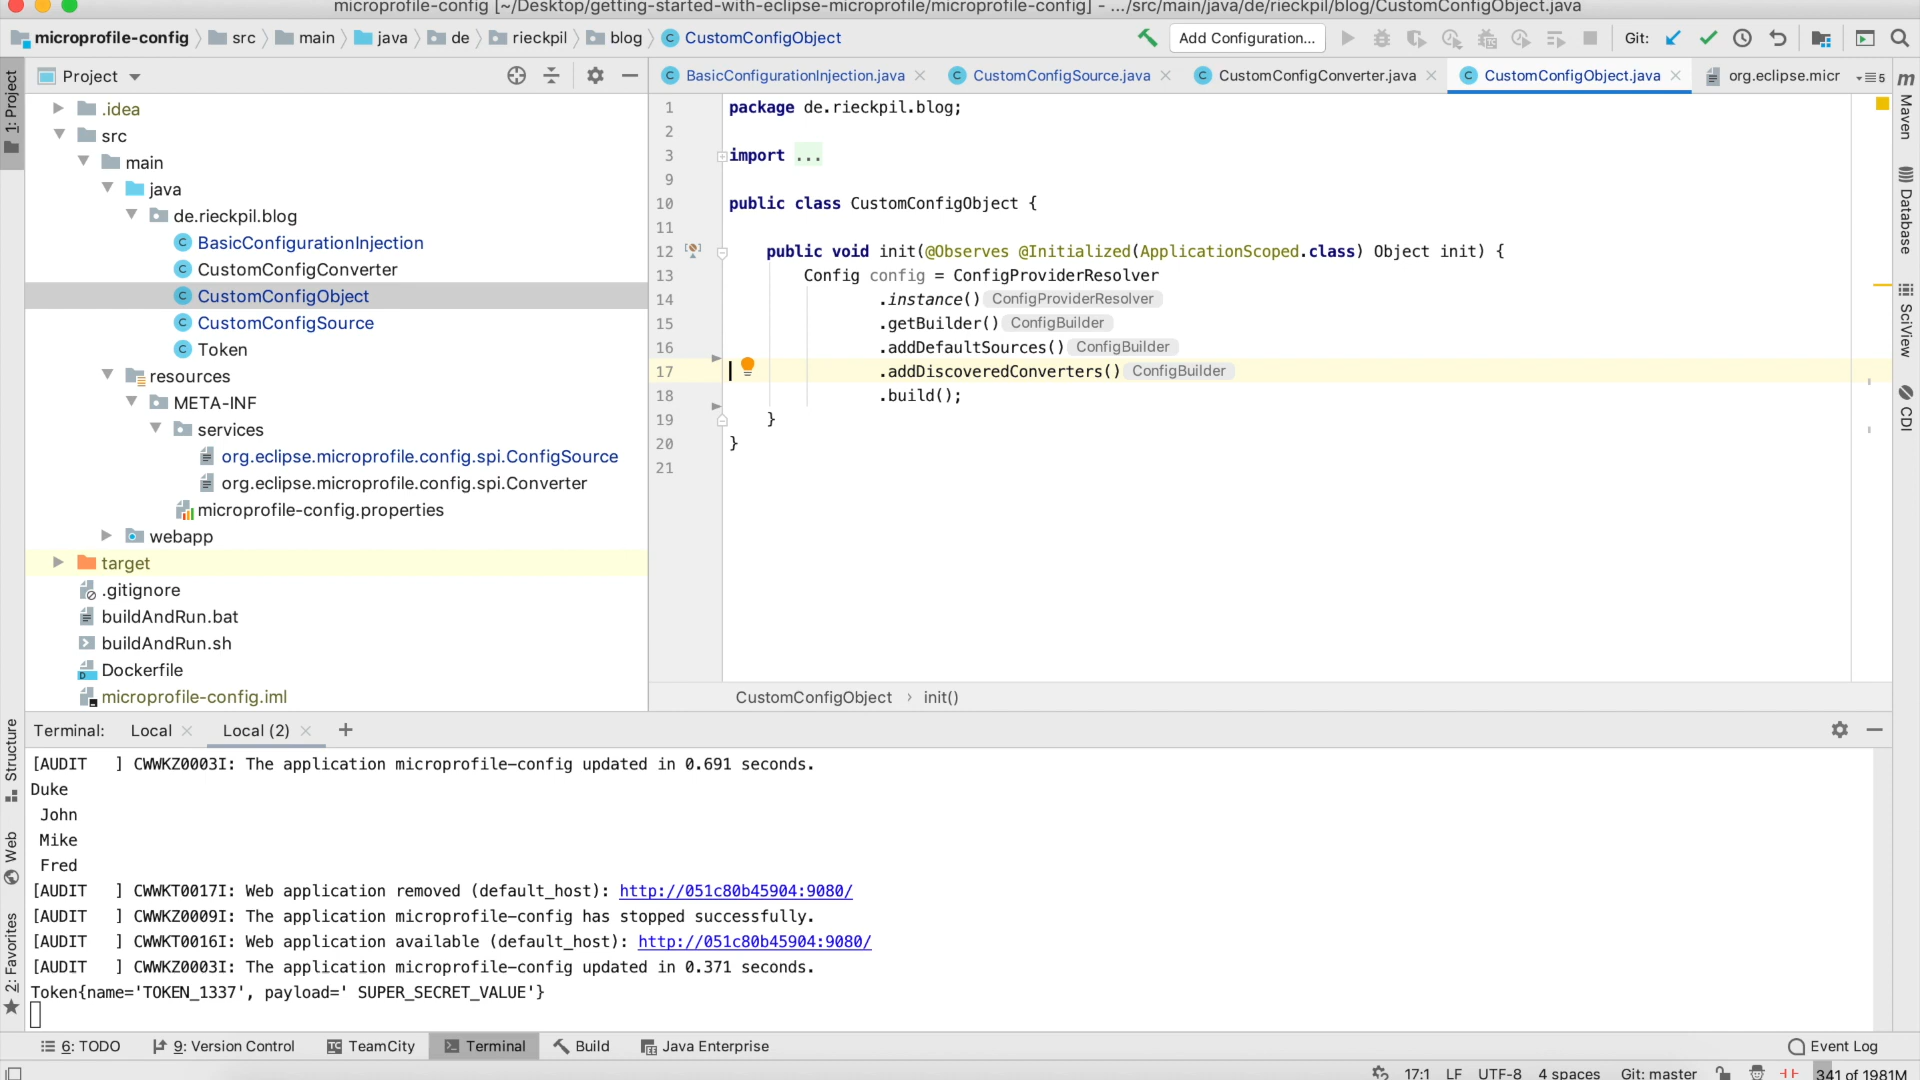 microprofile-config [~/Desktop/getting-started-with-eclipse-microprofile/microprofile-config] - .../src/main/java/de/rieckpil/blog/CustomConfigObject.java
microprofile-config src main java de rieckpil blog CustomConfigObject Add Configuration... Git:
1: Project
Project
BasicConfigurationInjection.java CustomConfigSource.java CustomConfigConverter.java CustomConfigObject.java org.eclipse.micr 5
.idea
src
main
java
de.rieckpil.blog
BasicConfigurationInjection
CustomConfigConverter
CustomConfigObject
CustomConfigSource
Token
resources
META-INF
services
org.eclipse.microprofile.config.spi.ConfigSource
org.eclipse.microprofile.config.spi.Converter
microprofile-config.properties
webapp
target
.gitignore
buildAndRun.bat
buildAndRun.sh
Dockerfile
microprofile-config.iml
1 package de.rieckpil.blog;
2
3 import ...
9
10 public class CustomConfigObject {
11
12 public void init(@Observes @Initialized(ApplicationScoped.class) Object init) {
13 Config config = ConfigProviderResolver
14 .instance() ConfigProviderResolver
15 .getBuilder() ConfigBuilder
16 .addDefaultSources() ConfigBuilder
17 .addDiscoveredConverters() ConfigBuilder
18 .build();
19 }
20 }
21
CustomConfigObject › init()
m Maven
Database
SciView
CDI
Structure
Web
2: Favorites
Terminal: Local Local (2)
[AUDIT   ] CWWKZ0003I: The application microprofile-config updated in 0.691 seconds.
Duke
John
Mike
Fred
[AUDIT   ] CWWKT0017I: Web application removed (default_host): http://051c80b45904:9080/
[AUDIT   ] CWWKZ0009I: The application microprofile-config has stopped successfully.
[AUDIT   ] CWWKT0016I: Web application available (default_host): http://051c80b45904:9080/
[AUDIT   ] CWWKZ0003I: The application microprofile-config updated in 0.371 seconds.
Token{name='TOKEN_1337', payload=' SUPER_SECRET_VALUE'}
6: TODO 9: Version Control TeamCity Terminal Build Java Enterprise Event Log
17:1 LF UTF-8 4 spaces Git: master 341 of 1981M